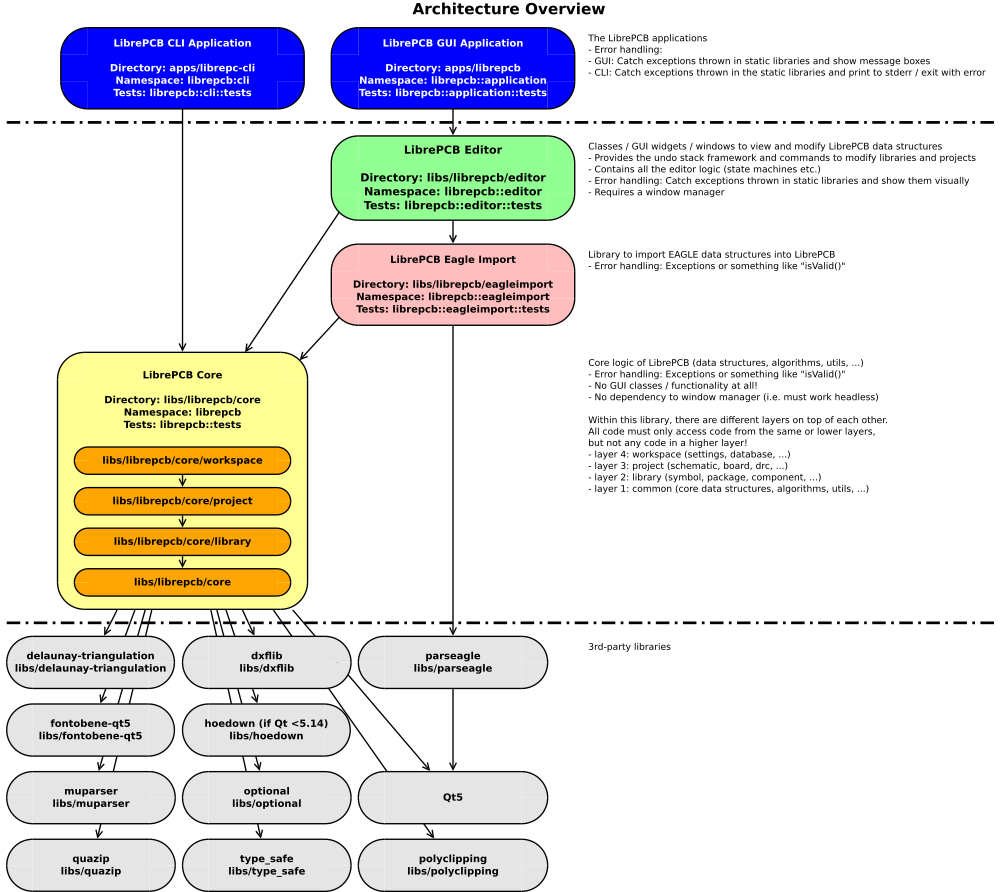 Architecture Overview
LibrePCB CLI Application
Directory: apps/librepc-cli
Namespace: librepcb:cli
Tests: librepcb::cli::tests
LibrePCB GUI Application
Directory: apps/librepcb
Namespace: librepcb::application
Tests: librepcb::application::tests
The LibrePCB applications
- Error handling:
- GUI: Catch exceptions thrown in static libraries and show message boxes
- CLI: Catch exceptions thrown in the static libraries and print to stderr / exit with error
LibrePCB Editor
Directory: libs/librepcb/editor
Namespace: librepcb::editor
Tests: librepcb::editor::tests
Classes / GUI widgets / windows to view and modify LibrePCB data structures
- Provides the undo stack framework and commands to modify libraries and projects
- Contains all the editor logic (state machines etc.)
- Error handling: Catch exceptions thrown in static libraries and show them visually
- Requires a window manager
LibrePCB Eagle Import
Directory: libs/librepcb/eagleimport
Namespace: librepcb::eagleimport
Tests: librepcb::eagleimport::tests
Library to import EAGLE data structures into LibrePCB
- Error handling: Exceptions or something like "isValid()"
LibrePCB Core
Directory: libs/librepcb/core
Namespace: librepcb
Tests: librepcb::tests
libs/librepcb/core/workspace
libs/librepcb/core/project
libs/librepcb/core/library
libs/librepcb/core
Core logic of LibrePCB (data structures, algorithms, utils, ...)
- Error handling: Exceptions or something like "isValid()"
- No GUI classes / functionality at all!
- No dependency to window manager (i.e. must work headless)
Within this library, there are different layers on top of each other.
All code must only access code from the same or lower layers,
but not any code in a higher layer!
- layer 4: workspace (settings, database, ...)
- layer 3: project (schematic, board, drc, ...)
- layer 2: library (symbol, package, component, ...)
- layer 1: common (core data structures, algorithms, utils, ...)
delaunay-triangulation
libs/delaunay-triangulation
dxflib
libs/dxflib
parseagle
libs/parseagle
3rd-party libraries
fontobene-qt5
libs/fontobene-qt5
hoedown (if Qt <5.14)
libs/hoedown
muparser
libs/muparser
optional
libs/optional
Qt5
quazip
libs/quazip
type_safe
libs/type_safe
polyclipping
libs/polyclipping